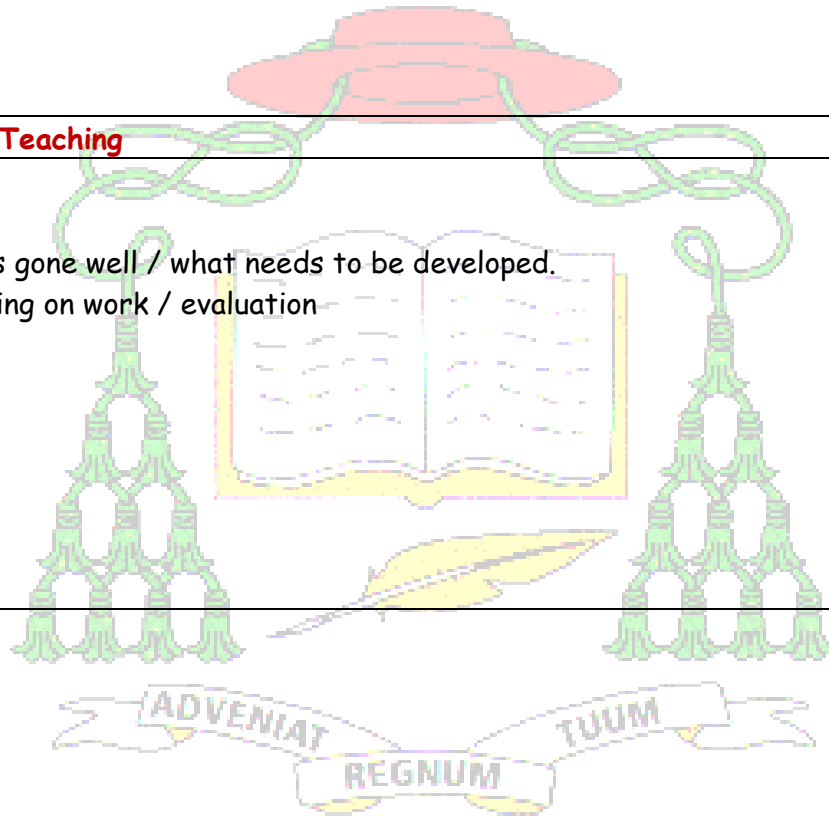 Teaching
s gone well / what needs to be developed.
ing on work / evaluation
ADVENIAT
REGNUM
TUUM